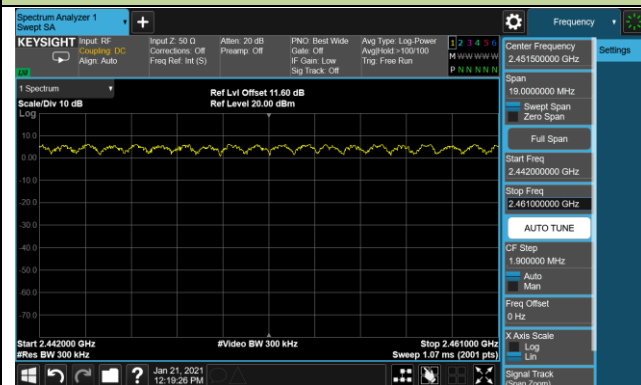 Spectrum Analyzer 1
Swept SA
Frequency
KEYSIGHT
Input: RF
Coupling: DC
Align: Auto
Input Z: 50 Ω
Corrections: Off
Freq Ref: Int (S)
Atten: 20 dB
Preamp: Off
PNO: Best Wide
Gate: Off
IF Gain: Low
Sig Track: Off
Avg Type: Log-Power
Avg|Hold:>100/100
Trig: Free Run
1 2 3 4 5 6
M W W W W W
P N N N N N
LW
1 Spectrum
Scale/Div 10 dB
Log
Ref Lvl Offset 11.60 dB
Ref Level 20.00 dBm
10.0
0.00
-10.0
-20.0
-30.0
-40.0
-50.0
-60.0
-70.0
Start 2.442000 GHz
#Res BW 300 kHz
#Video BW 300 kHz
Stop 2.461000 GHz
Sweep 1.07 ms (2001 pts)
Jan 21, 2021
12:19:26 PM
Center Frequency
2.451500000 GHz
Settings
Span
19.0000000 MHz
Swept Span
Zero Span
Full Span
Start Freq
2.442000000 GHz
Stop Freq
2.461000000 GHz
AUTO TUNE
CF Step
1.900000 MHz
Auto
Man
Freq Offset
0 Hz
X Axis Scale
Log
Lin
Signal Track
(Span Zoom)